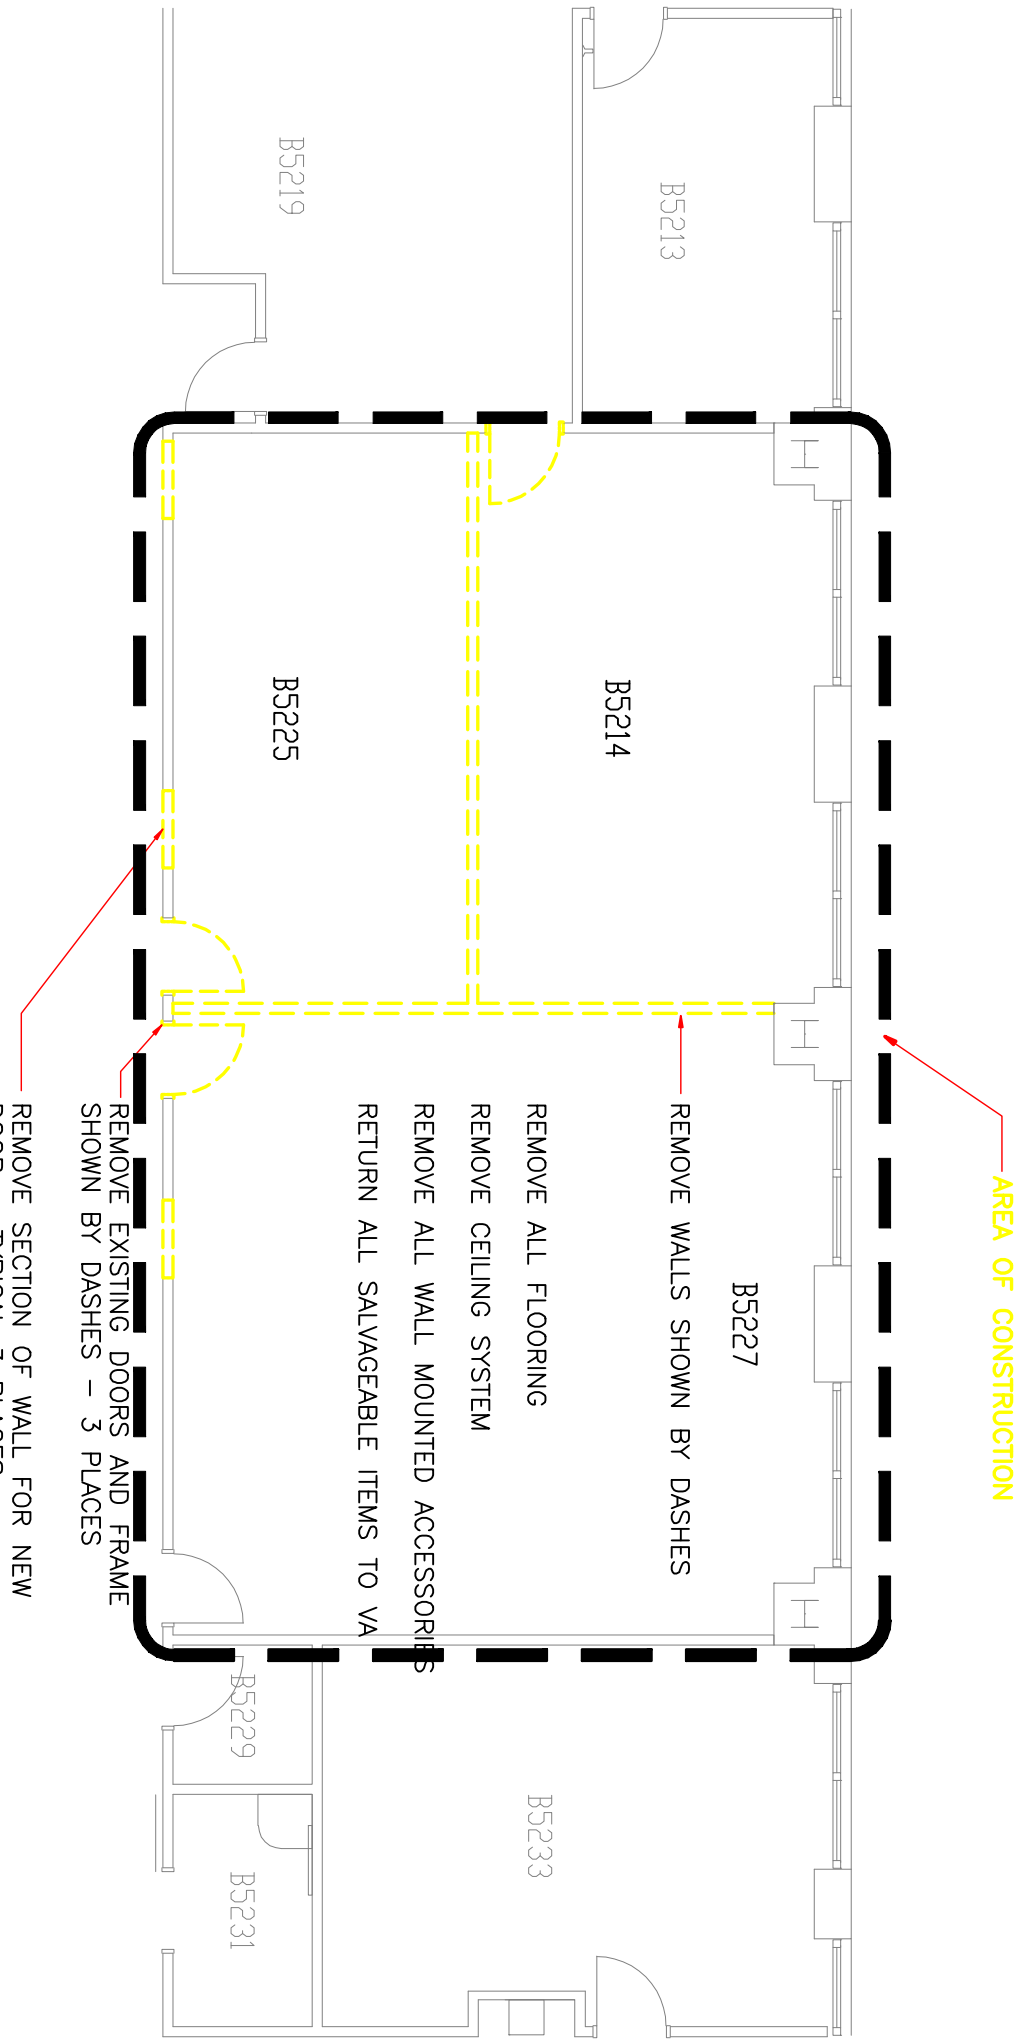 AREA OF CONSTRUCTION
B5213
B5219
B5214
B5225
B5227
REMOVE WALLS SHOWN BY DASHES
REMOVE ALL FLOORING
REMOVE CEILING SYSTEM
REMOVE ALL WALL MOUNTED ACCESSORIES
RETURN ALL SALVAGEABLE ITEMS TO VA
REMOVE EXISTING DOORS AND FRAME
SHOWN BY DASHES – 3 PLACES
REMOVE SECTION OF WALL FOR NEW
B5229
B5231
B5233